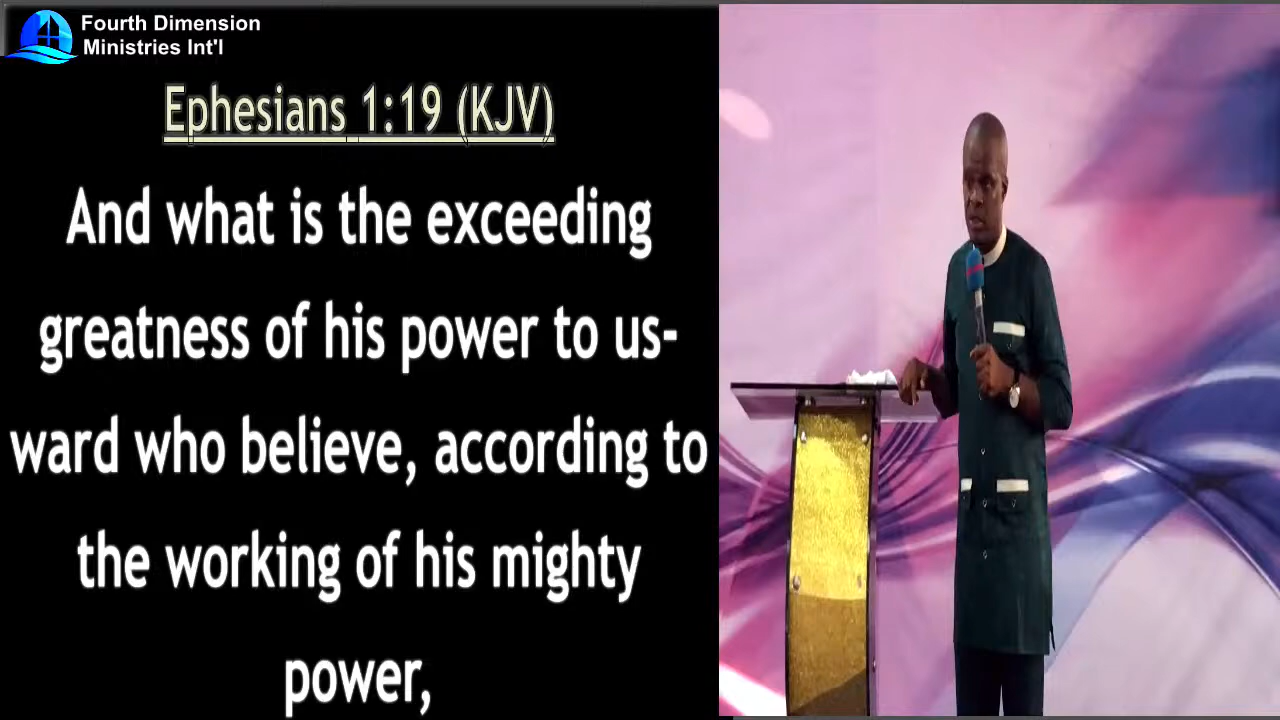 Fourth Dimension
Ministries Int'l
Ephesians 1:19 (KJV)
And what is the exceeding
greatness of his power to us-
ward who believe, according to
the working of his mighty
power,